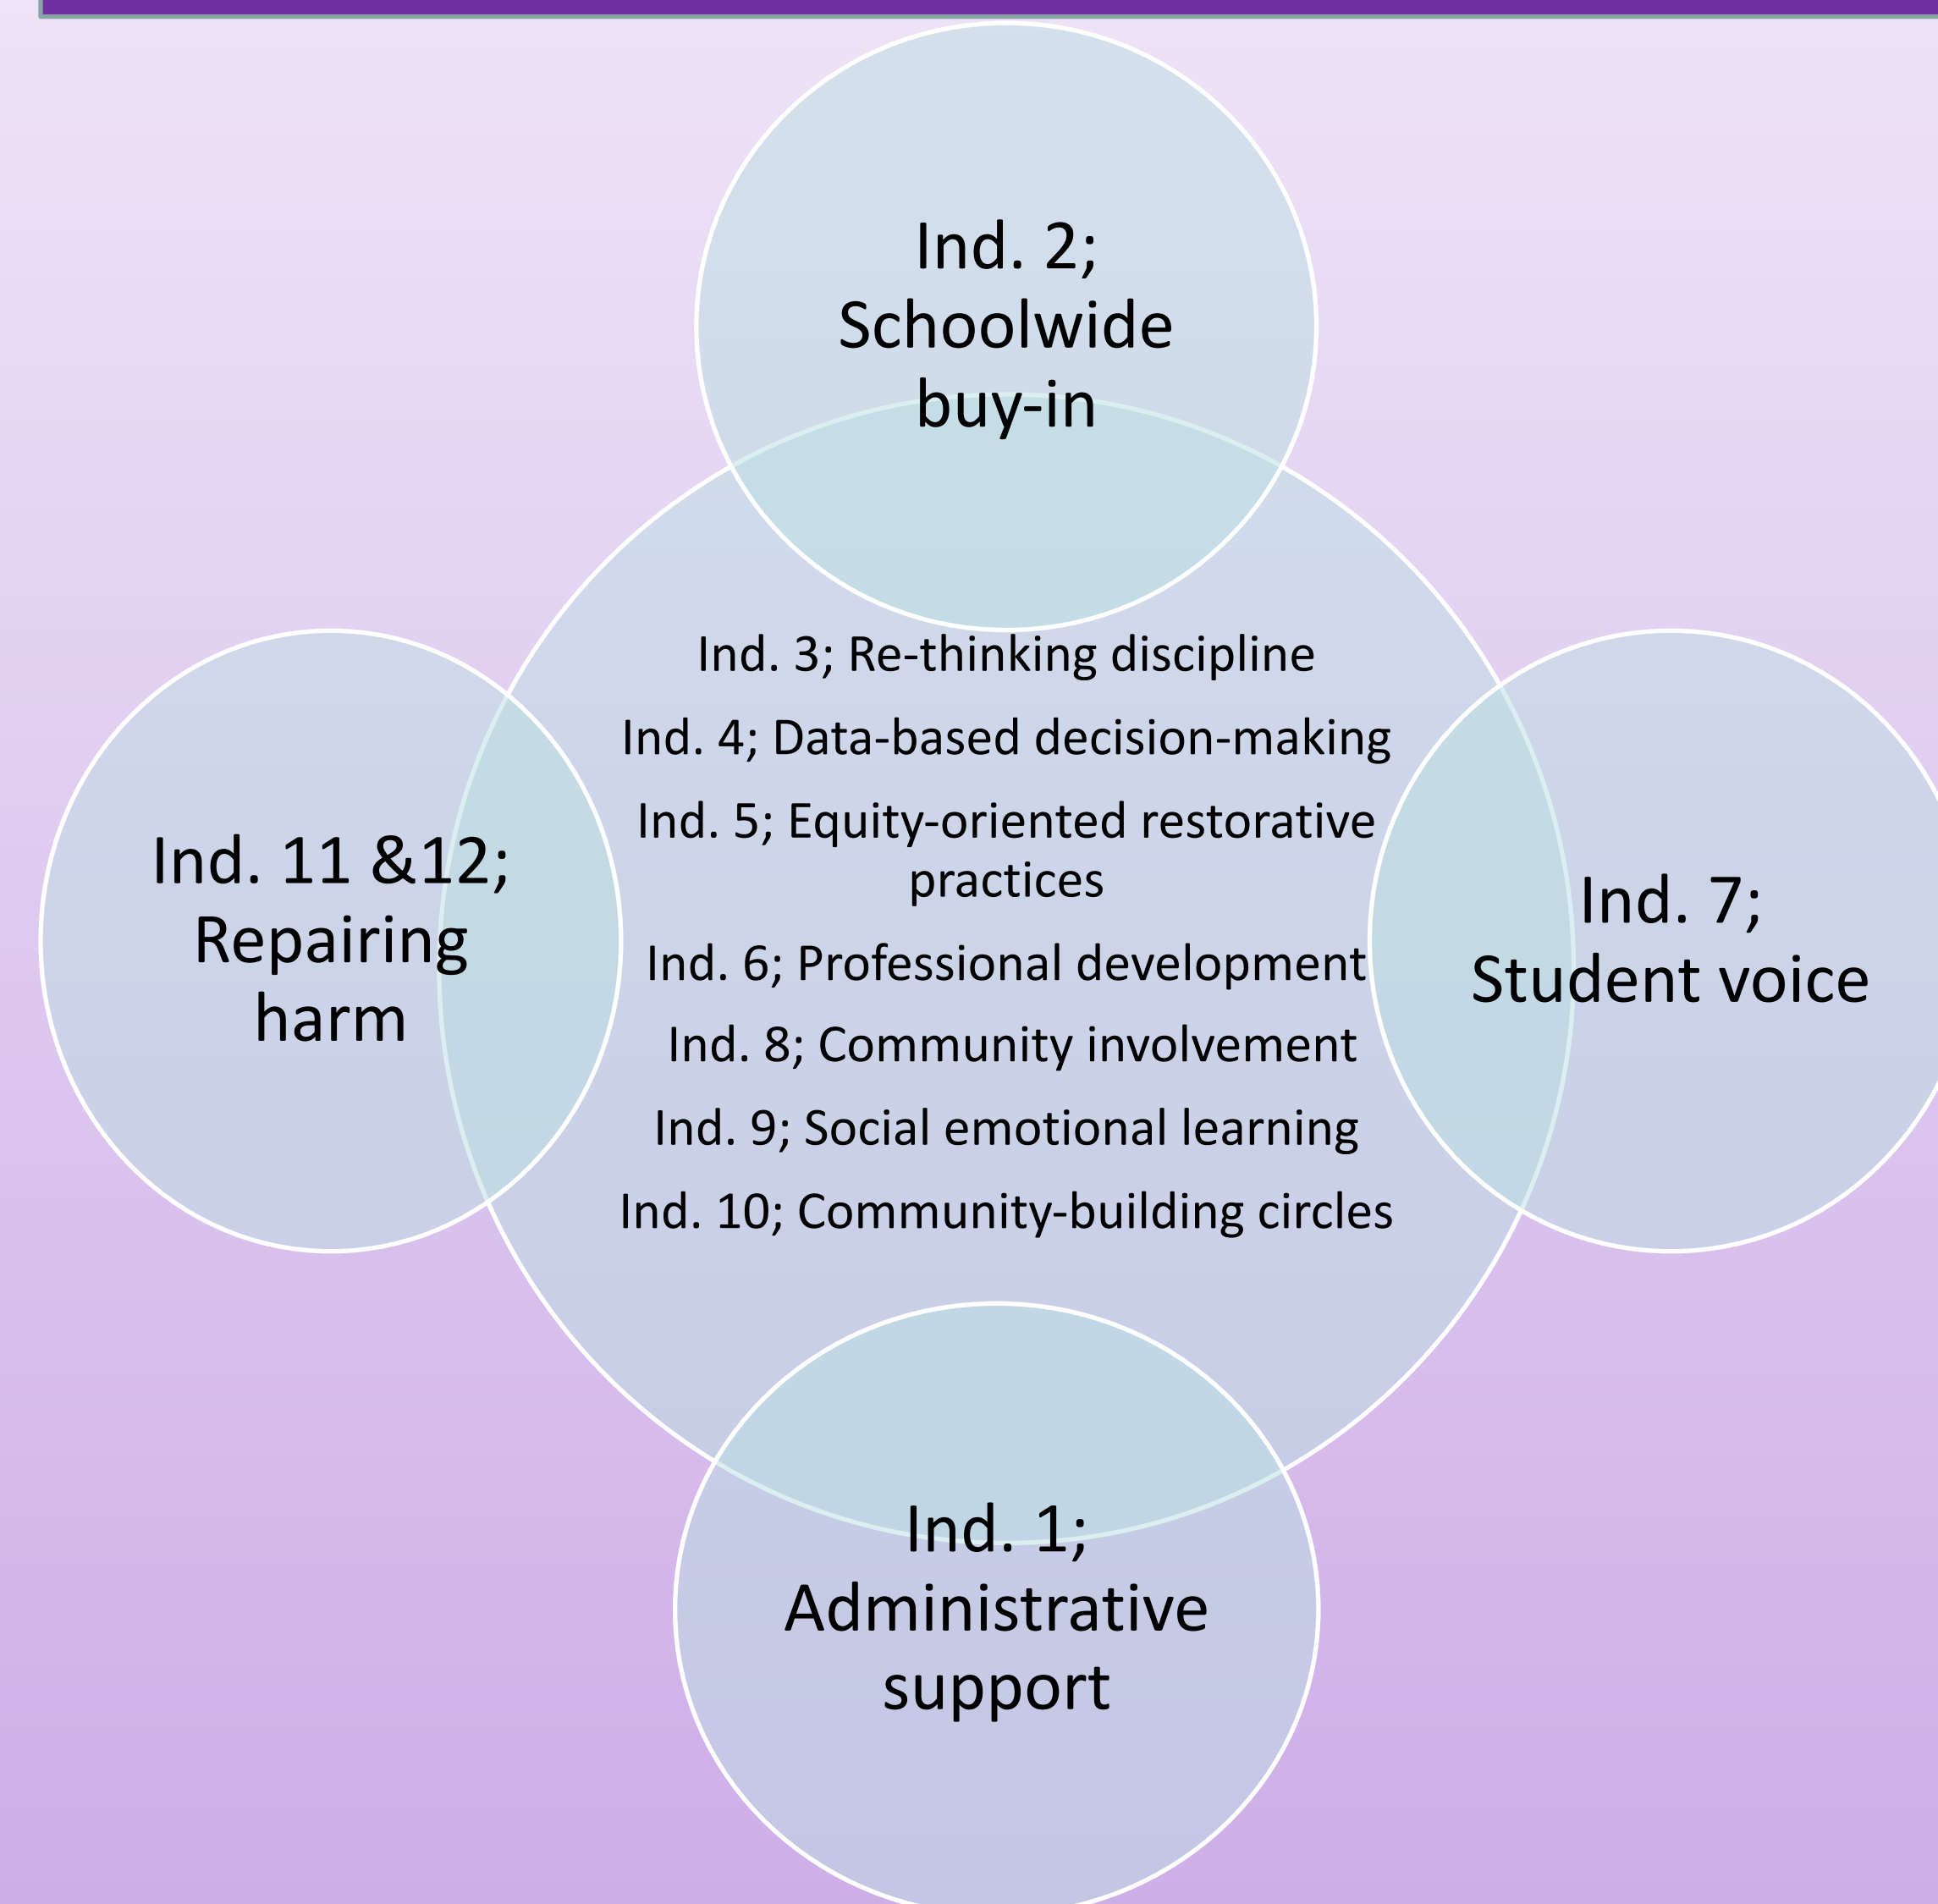 Ind. 2;
Schoolwide
buy-in
Ind. 3; Re-thinking discipline
Ind. 4; Data-based decision-making
Ind. 5; Equity-oriented restorative
practices
Ind. 6; Professional development
Ind. 8; Community involvement
Ind. 9; Social emotional learning
Ind. 10; Community-building circles
Ind. 11 &12;
Repairing
harm
Ind. 7;
Student voice
Ind. 1;
Administrative
support